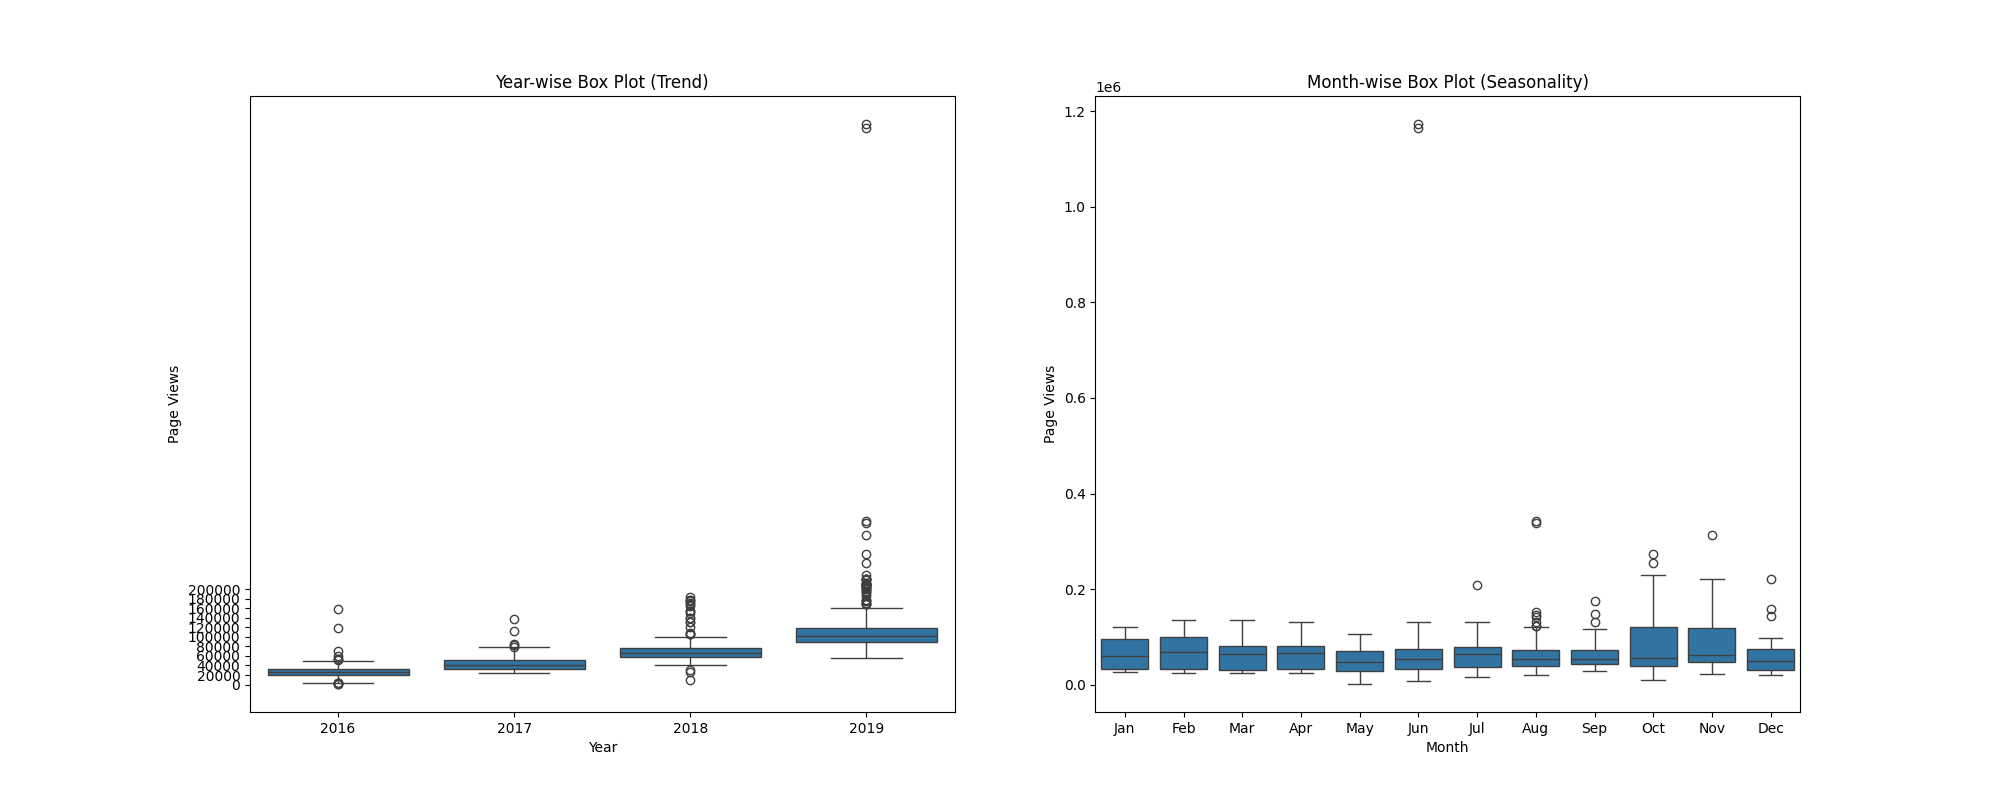 Year-wise Box Plot (Trend)
Page Views
200000
180000
160000
140000
120000
100000
80000
60000
40000
20000
0
2016 2017 2018 2019
Year
Month-wise Box Plot (Seasonality)
1e6
Page Views
1.2
1.0
0.8
0.6
0.4
0.2
0.0
Jan Feb Mar Apr May Jun Jul Aug Sep Oct Nov Dec
Month